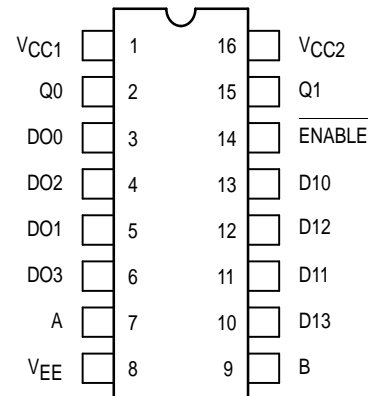 VCC1 1 16 VCC2
Q0 2 15 Q1
DO0 3 14 ENABLE
DO2 4 13 D10
DO1 5 12 D12
DO3 6 11 D11
A 7 10 D13
VEE 8 9 B